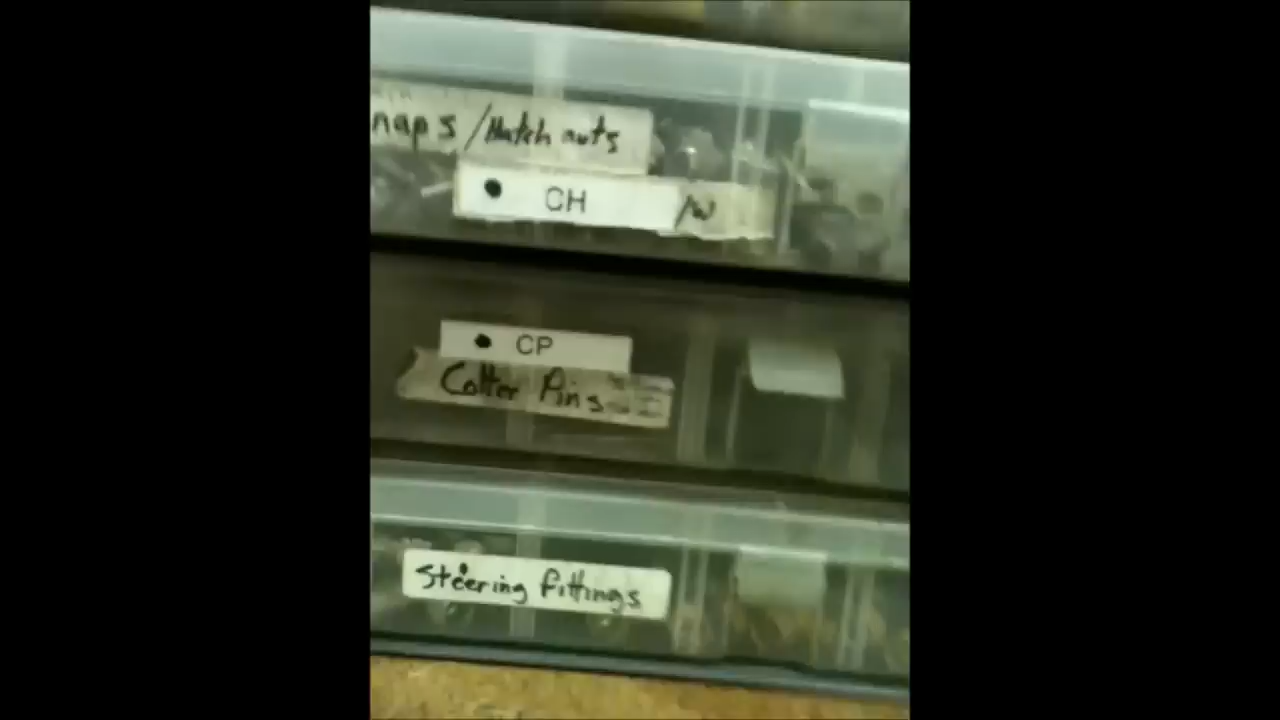 naps / Hatch nuts
• CH /w
• CP
Cotter Pins
Steering fittings